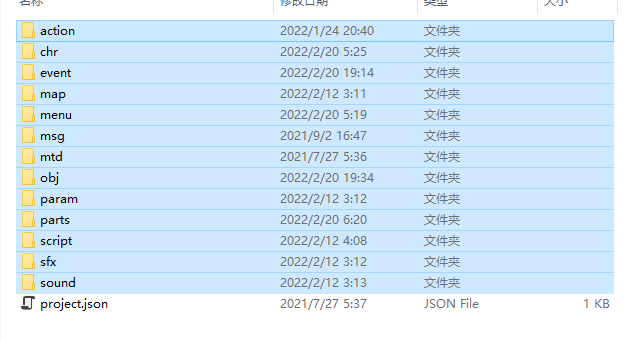 名称 修改日期 类型 大小
action 2022/1/24 20:40 文件夹
chr 2022/2/20 5:25 文件夹
event 2022/2/20 19:14 文件夹
map 2022/2/12 3:11 文件夹
menu 2022/2/20 5:19 文件夹
msg 2021/9/2 16:47 文件夹
mtd 2021/7/27 5:36 文件夹
obj 2022/2/20 19:34 文件夹
param 2022/2/12 3:12 文件夹
parts 2022/2/20 6:20 文件夹
script 2022/2/12 4:08 文件夹
sfx 2022/2/12 3:12 文件夹
sound 2022/2/12 3:13 文件夹
project.json 2021/7/27 5:37 JSON File 1 KB